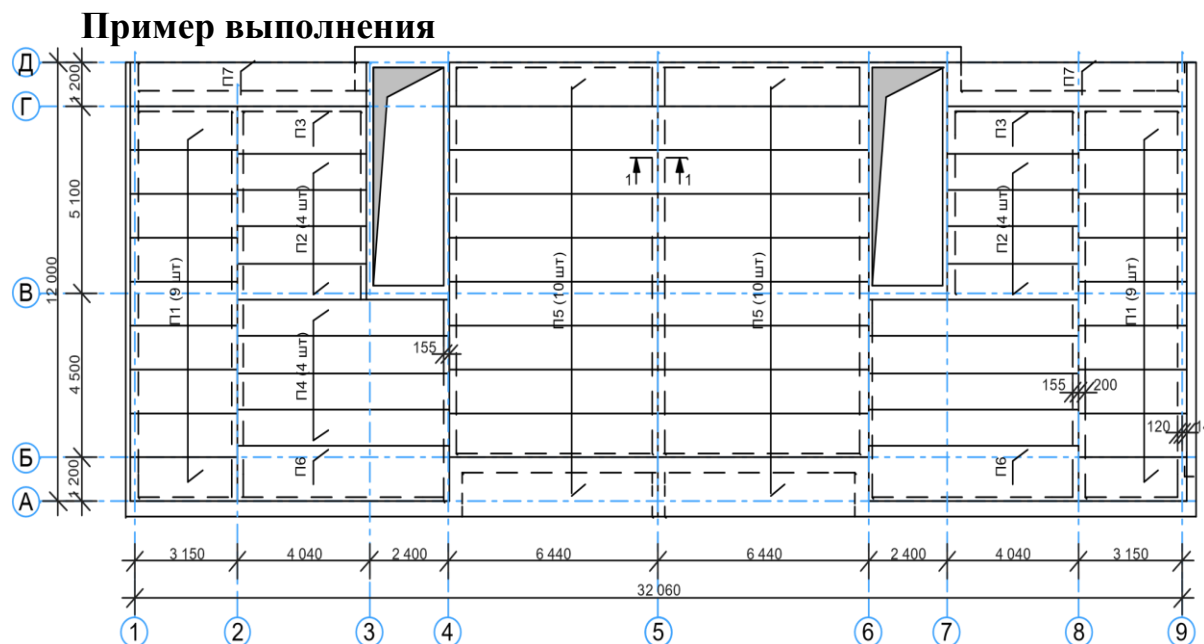 Пример выполнения
Д
1 200
П7
П7
Г
П3
П3
5 100
1
1
П2 (4 шт)
П2 (4 шт)
12 000
В
П1 (9 шт)
П5 (10 шт)
П5 (10 шт)
П1 (9 шт)
П4 (4 шт)
155
4 500
155
200
120
Б
П6
П6
1 200
А
3 150
4 040
2 400
6 440
6 440
2 400
4 040
3 150
32 060
1
2
3
4
5
6
7
8
9